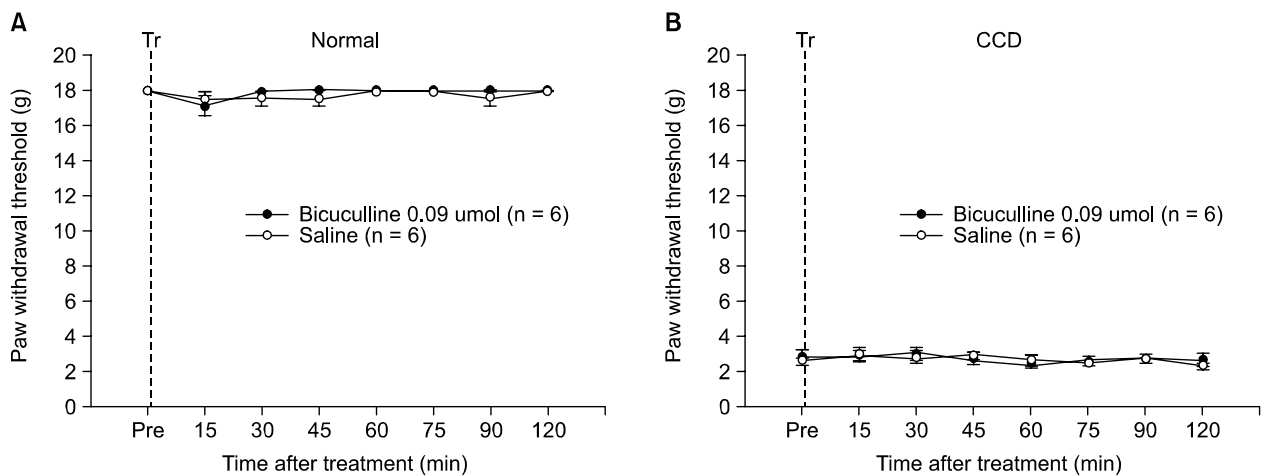 A
Tr
Normal
20
18
16
14
12
10
8
6
4
2
0
Paw withdrawal threshold (g)
Bicuculline 0.09 umol (n = 6)
Saline (n = 6)
Pre 15 30 45 60 75 90 120
Time after treatment (min)
B
Tr
CCD
20
18
16
14
12
10
8
6
4
2
0
Paw withdrawal threshold (g)
Bicuculline 0.09 umol (n = 6)
Saline (n = 6)
Pre 15 30 45 60 75 90 120
Time after treatment (min)